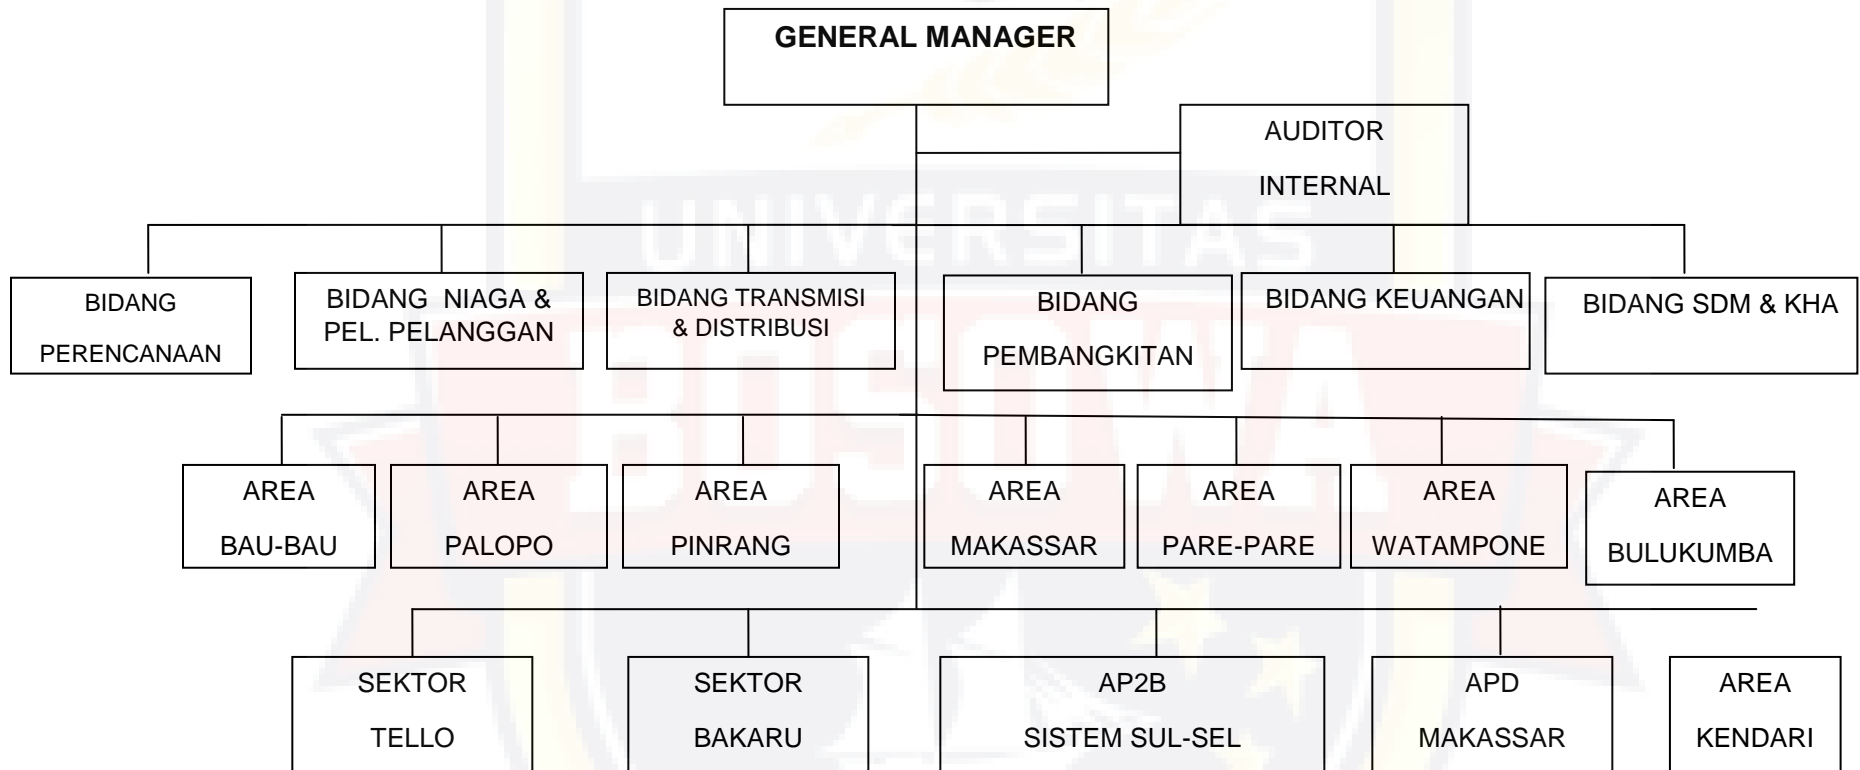 GENERAL MANAGER
AUDITOR
INTERNAL
UNIVERSITAS
BIDANG
PERENCANAAN
BIDANG NIAGA &
PEL. PELANGGAN
BIDANG TRANSMISI
& DISTRIBUSI
BIDANG
PEMBANGKITAN
BIDANG KEUANGAN
BIDANG SDM & KHA
BOSOWA
AREA
BAU-BAU
AREA
PALOPO
AREA
PINRANG
AREA
MAKASSAR
AREA
PARE-PARE
AREA
WATAMPONE
AREA
BULUKUMBA
SEKTOR
TELLO
SEKTOR
BAKARU
AP2B
SISTEM SUL-SEL
APD
MAKASSAR
AREA
KENDARI